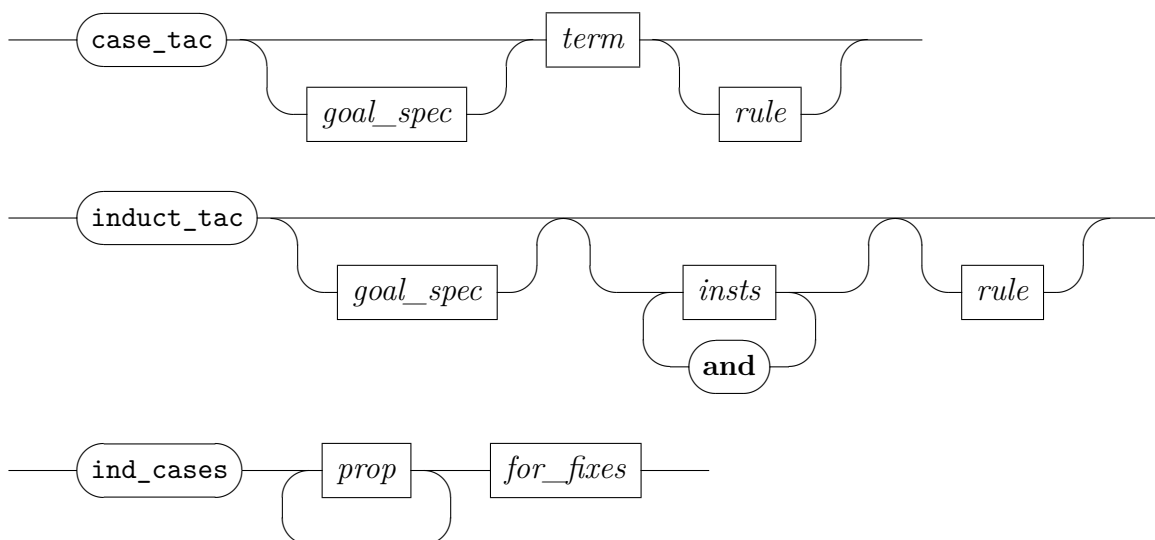 case_tac term
goal_spec rule
induct_tac
goal_spec insts rule
and
ind_cases prop for_fixes